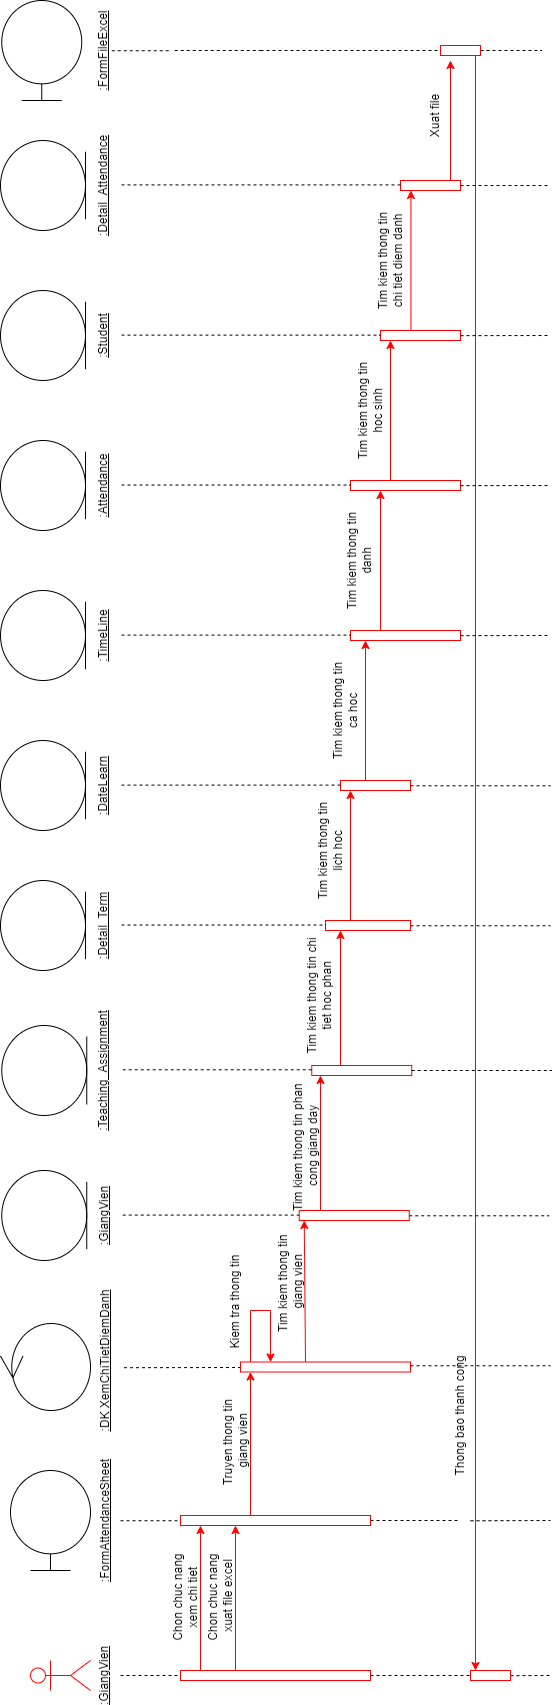 :GiangVien
:FormAttendanceSheet
:DK XemChiTietDiemDanh
:GiangVien
:Teaching_Assignment
:Detail_Term
:DateLearn
:TimeLine
:Attendance
:Student
:Detail_Attendance
:FormFileExcel
Chon chuc nang
xem chi tiet
Chon chuc nang
xuat file excel
Truyen thong tin
giang vien
Kiem tra thong tin
Tim kiem thong tin
giang vien
Tim kiem thong tin phan
cong giang day
Tim kiem thong tin chi
tiet hoc phan
Tim kiem thong tin
lich hoc
Tim kiem thong tin
ca hoc
Tim kiem thong tin
danh
Tim kiem thong tin
hoc sinh
Tim kiem thong tin
chi tiet diem danh
Xuat file
Thong bao thanh cong